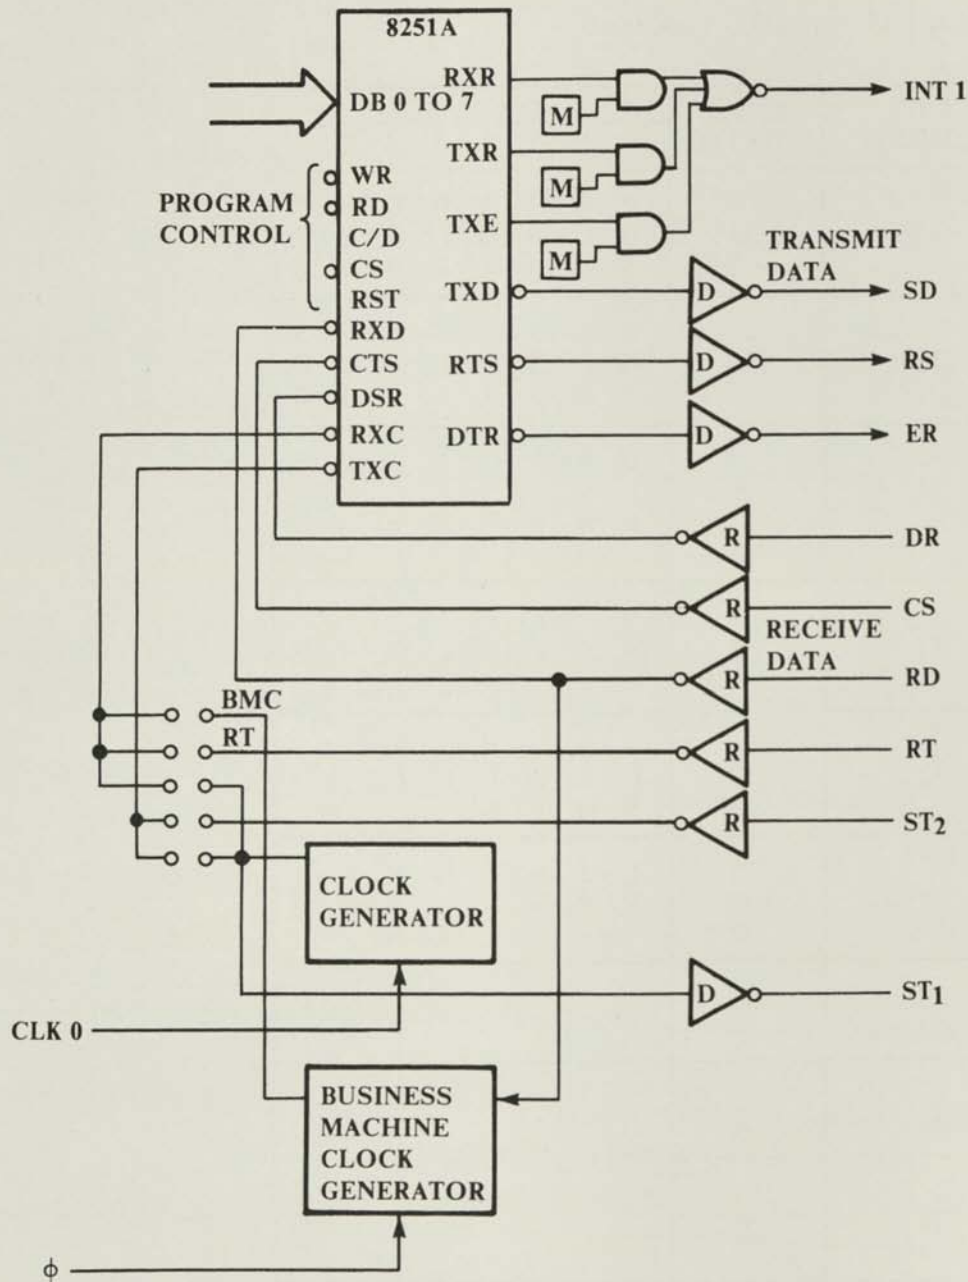 8251A
RXR
DB 0 TO 7
M
INT 1
TXR
M
WR
PROGRAM
CONTROL
RD
C/D
CS
RST
TXE
M
TRANSMIT
DATA
TXD
D
SD
RXD
CTS
RTS
D
RS
DSR
RXC
DTR
D
ER
TXC
R
DR
R
CS
RECEIVE
DATA
R
RD
BMC
RT
R
RT
R
ST2
CLOCK
GENERATOR
D
ST1
CLK 0
BUSINESS
MACHINE
CLOCK
GENERATOR
ϕ